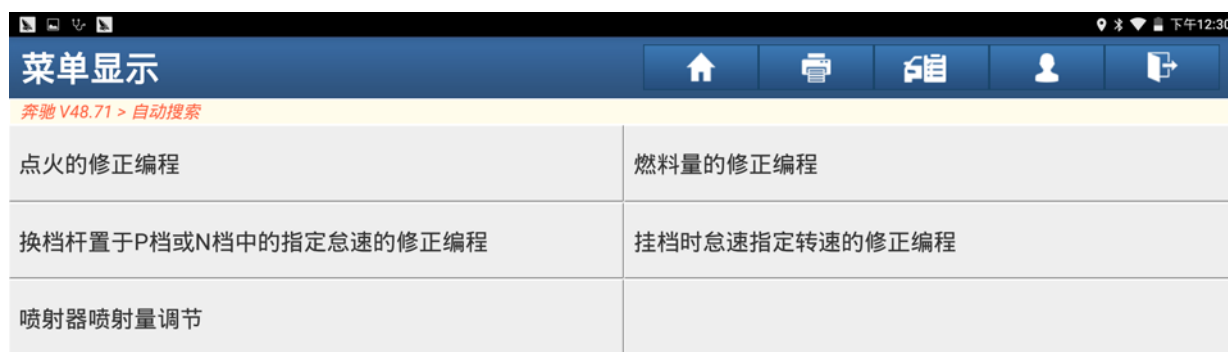 下午12:30
菜单显示
奔驰 V48.71 > 自动搜索
点火的修正编程
燃料量的修正编程
换档杆置于P档或N档中的指定怠速的修正编程
挂档时怠速指定转速的修正编程
喷射器喷射量调节